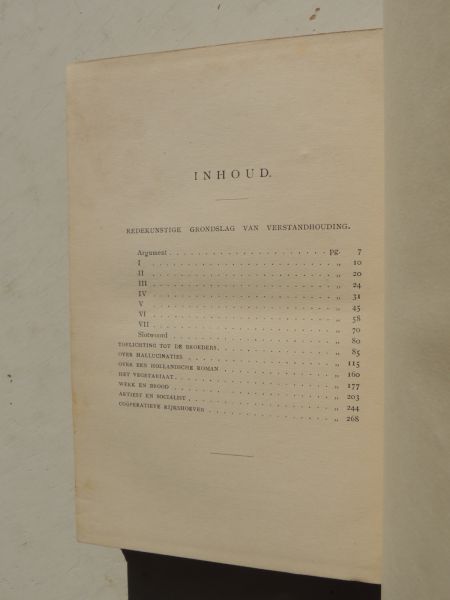 INHOUD.
REDEKUNSTIGE GRONDSLAG VAN VERSTANDHOUDING.
Argument . . . . . . . . . . . . . . . . . . . pg. 7
I . . . . . . . . . . . . . . . . . . . . . „ 10
II . . . . . . . . . . . . . . . . . . . . . „ 20
III . . . . . . . . . . . . . . . . . . . . . „ 24
IV . . . . . . . . . . . . . . . . . . . . . „ 31
V . . . . . . . . . . . . . . . . . . . . . „ 45
VI . . . . . . . . . . . . . . . . . . . . . „ 58
VII . . . . . . . . . . . . . . . . . . . . . „ 70
Slotwoord . . . . . . . . . . . . . . . . . . „ 80
TOELICHTING TOT DE BROEDERS. . . . . . . . . . . . . „ 85
OVER HALLUCINATIES . . . . . . . . . . . . . . . . „ 115
OVER EEN HOLLANDSCHE ROMAN . . . . . . . . . . . . „ 160
HET VEGETARIAAT. . . . . . . . . . . . . . . . . . „ 177
WERK EN BROOD . . . . . . . . . . . . . . . . . . „ 203
ARTIEST EN SOCIALIST . . . . . . . . . . . . . . . „ 244
COÖPERATIEVE RIJKSHOEVEN . . . . . . . . . . . . . „ 268